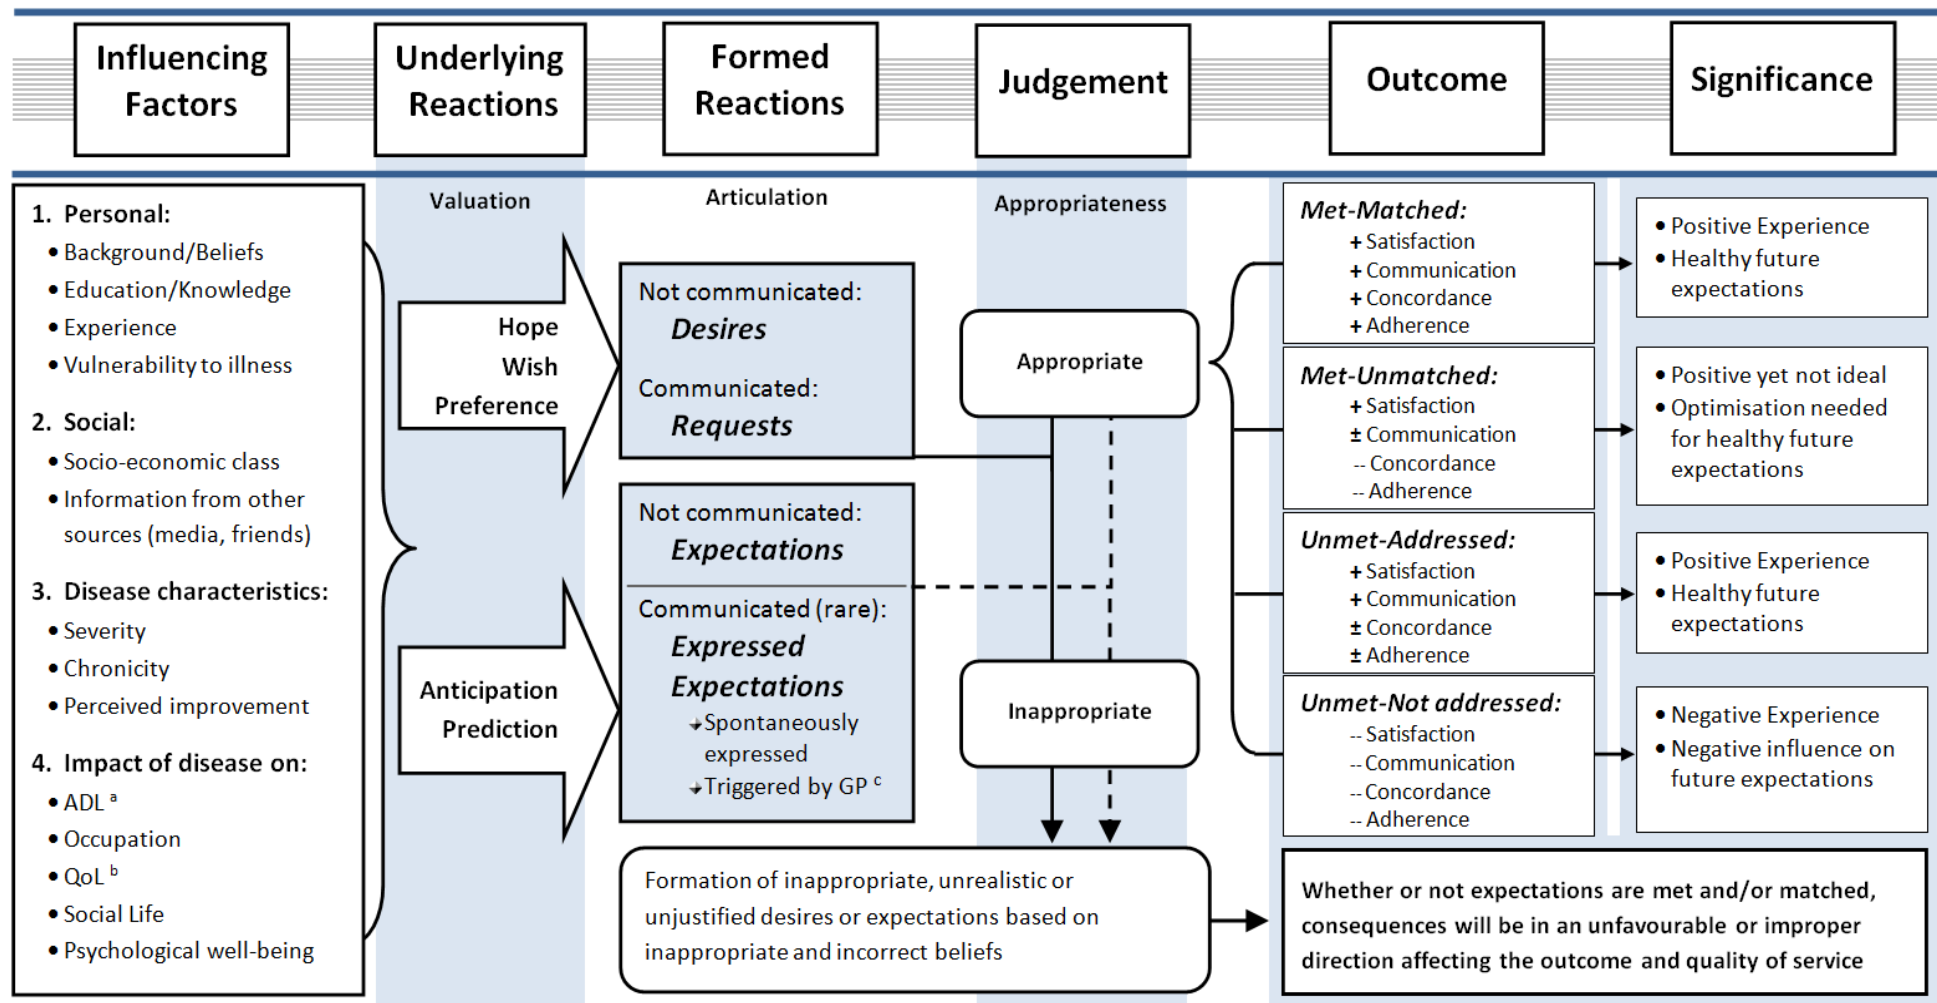 Influencing
Factors
Underlying
Reactions
Formed
Reactions
Judgement
Outcome
Significance
1. Personal:
• Background/Beliefs
• Education/Knowledge
• Experience
• Vulnerability to illness
2. Social:
• Socio-economic class
• Information from other
sources (media, friends)
3. Disease characteristics:
• Severity
• Chronicity
• Perceived improvement
4. Impact of disease on:
• ADL a
• Occupation
• QoL b
• Social Life
• Psychological well-being
Valuation
Hope
Wish
Preference
Anticipation
Prediction
Articulation
Not communicated:
Desires
Communicated:
Requests
Not communicated:
Expectations
Communicated (rare):
Expressed
Expectations
Spontaneously
expressed
Triggered by GP c
Appropriateness
Appropriate
Inappropriate
Formation of inappropriate, unrealistic or
unjustified desires or expectations based on
inappropriate and incorrect beliefs
Met-Matched:
+ Satisfaction
+ Communication
+ Concordance
+ Adherence
Met-Unmatched:
+ Satisfaction
± Communication
-- Concordance
-- Adherence
Unmet-Addressed:
+ Satisfaction
+ Communication
± Concordance
± Adherence
Unmet-Not addressed:
-- Satisfaction
-- Communication
-- Concordance
-- Adherence
• Positive Experience
• Healthy future
expectations
• Positive yet not ideal
• Optimisation needed
for healthy future
expectations
• Positive Experience
• Healthy future
expectations
• Negative Experience
• Negative influence on
future expectations
Whether or not expectations are met and/or matched,
consequences will be in an unfavourable or improper
direction affecting the outcome and quality of service